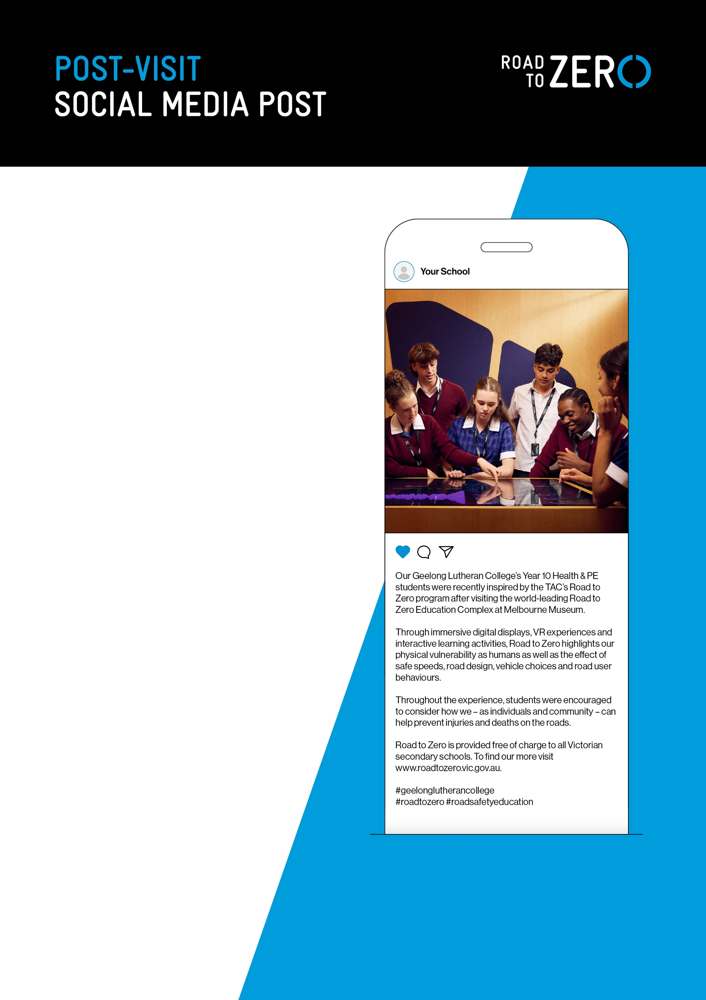 POST-VISIT
SOCIAL MEDIA POST
ROAD
TO ZERO
Your School
Our Geelong Lutheran College’s Year 10 Health & PE
students were recently inspired by the TAC’s Road to
Zero program after visiting the world-leading Road to
Zero Education Complex at Melbourne Museum.
Through immersive digital displays, VR experiences and
interactive learning activities, Road to Zero highlights our
physical vulnerability as humans as well as the effect of
safe speeds, road design, vehicle choices and road user
behaviours.
Throughout the experience, students were encouraged
to consider how we – as individuals and community – can
help prevent injuries and deaths on the roads.
Road to Zero is provided free of charge to all Victorian
secondary schools. To find our more visit
www.roadtozero.vic.gov.au.
#geelonglutherancollege
#roadtozero #roadsafetyeducation